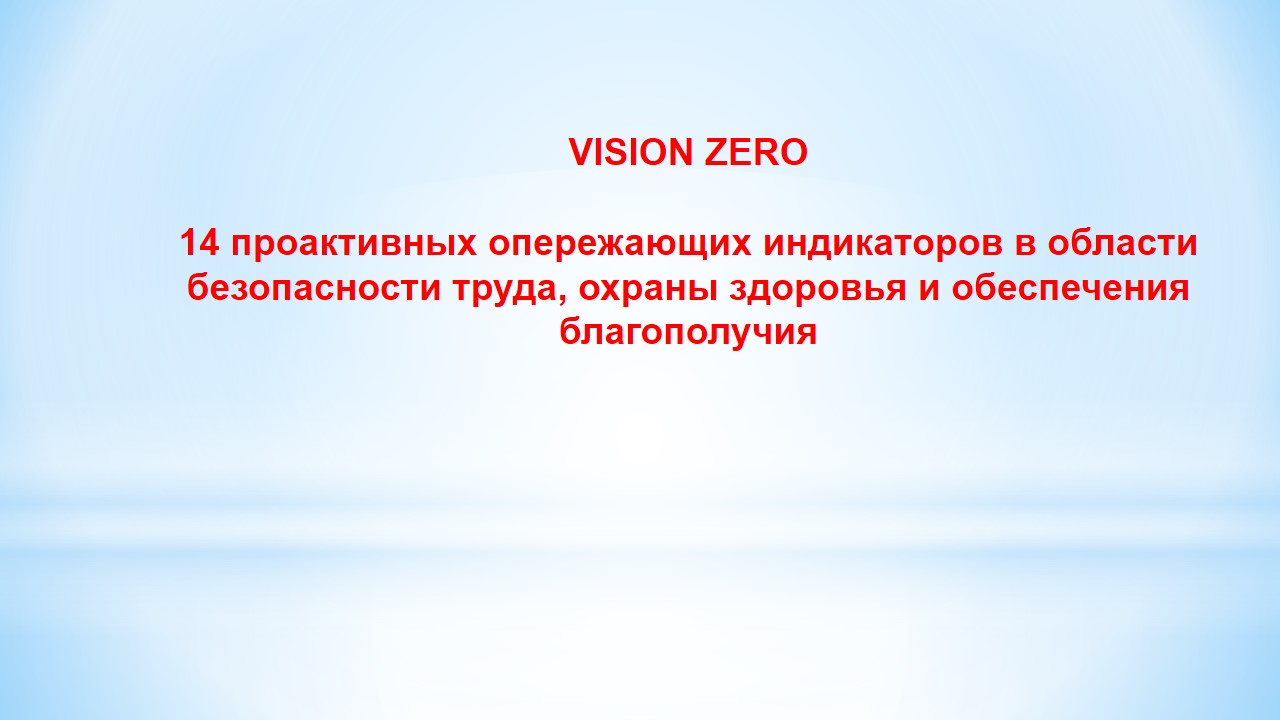 VISION ZERO
14 проактивных опережающих индикаторов в области
безопасности труда, охраны здоровья и обеспечения
благополучия